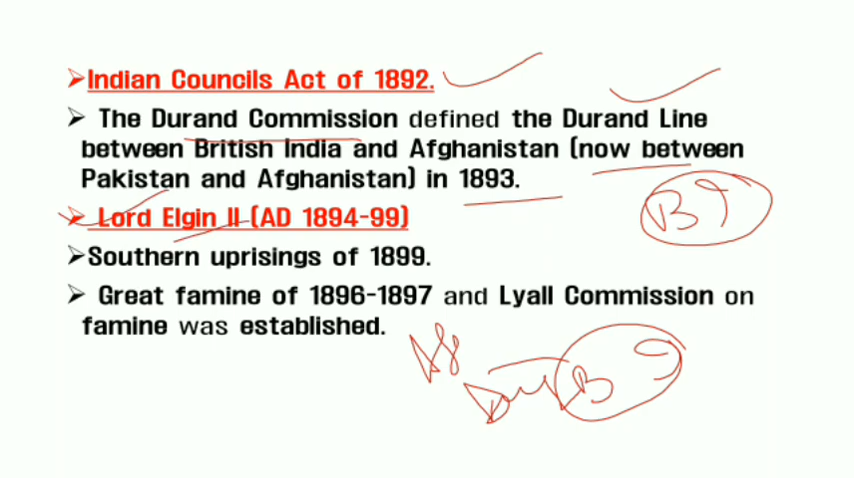 ➢Indian Councils Act of 1892.
➢ The Durand Commission defined the Durand Line
between British India and Afghanistan (now between
Pakistan and Afghanistan) in 1893.
➢ Lord Elgin II (AD 1894-99)
➢Southern uprisings of 1899.
➢ Great famine of 1896-1897 and Lyall Commission on
famine was established.